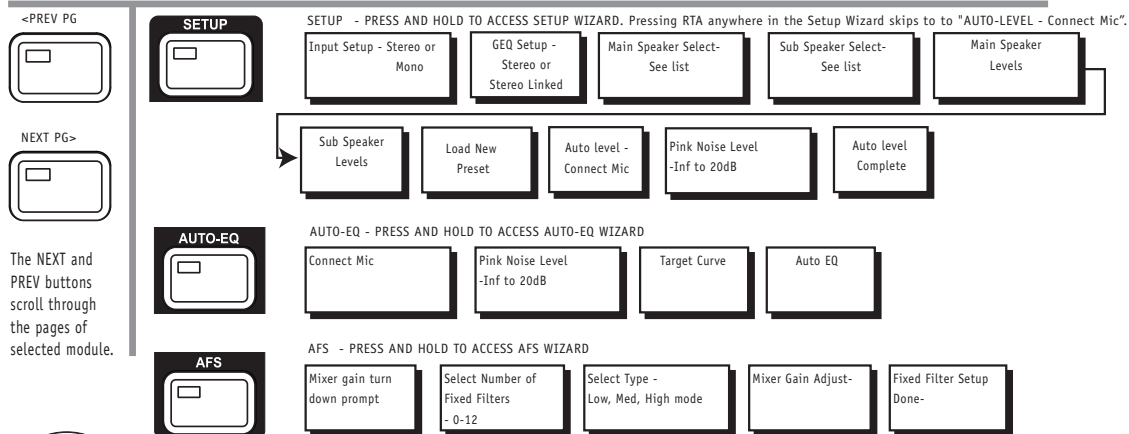 <PREV PG
NEXT PG>
The NEXT and
PREV buttons
scroll through
the pages of
selected module.
SETUP
SETUP - PRESS AND HOLD TO ACCESS SETUP WIZARD. Pressing RTA anywhere in the Setup Wizard skips to to "AUTO-LEVEL - Connect Mic".
Input Setup - Stereo or
Mono
GEQ Setup -
Stereo or
Stereo Linked
Main Speaker Select-
See list
Sub Speaker Select-
See list
Main Speaker
Levels
Sub Speaker
Levels
Load New
Preset
Auto level -
Connect Mic
Pink Noise Level
-Inf to 20dB
Auto level
Complete
AUTO-EQ
AUTO-EQ - PRESS AND HOLD TO ACCESS AUTO-EQ WIZARD
Connect Mic
Pink Noise Level
-Inf to 20dB
Target Curve
Auto EQ
AFS
AFS - PRESS AND HOLD TO ACCESS AFS WIZARD
Mixer gain turn
down prompt
Select Number of
Fixed Filters
- 0-12
Select Type -
Low, Med, High mode
Mixer Gain Adjust-
Fixed Filter Setup
Done-